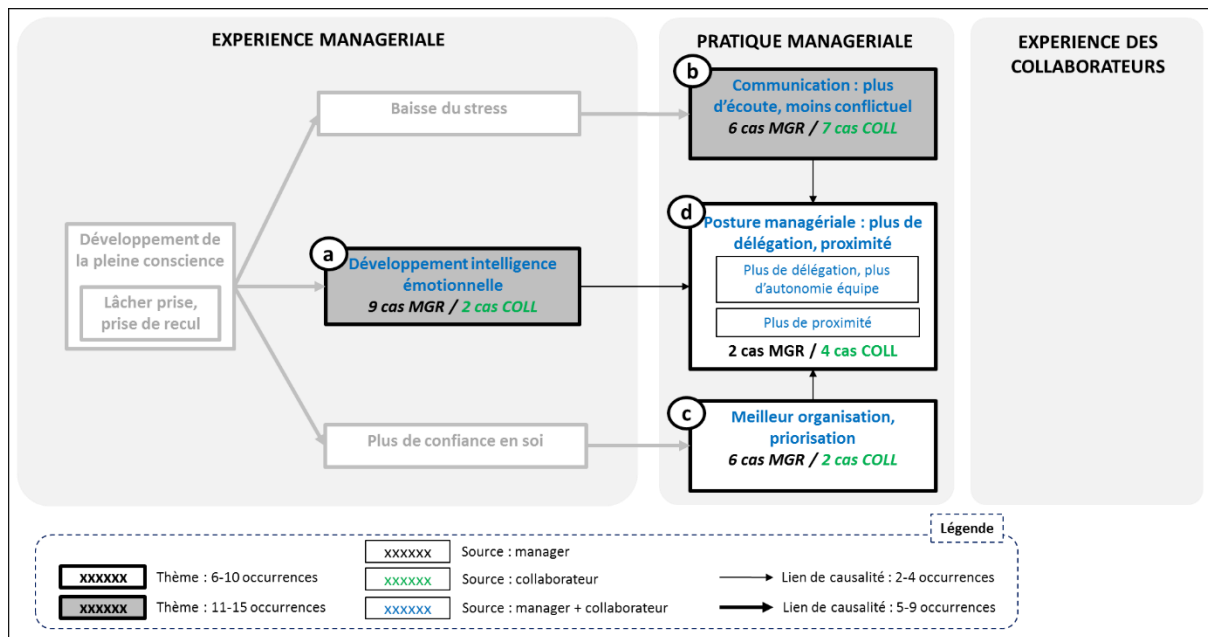 EXPERIENCE MANAGERIALE
PRATIQUE MANAGERIALE
EXPERIENCE DES
COLLABORATEURS
Baisse du stress
b
Communication : plus
d'écoute, moins conflictuel
6 cas MGR / 7 cas COLL
Développement de
la pleine conscience
Lâcher prise,
prise de recul
a
Développement intelligence
émotionnelle
9 cas MGR / 2 cas COLL
d
Posture managériale : plus de
délégation, proximité
Plus de délégation, plus
d'autonomie équipe
Plus de proximité
2 cas MGR / 4 cas COLL
Plus de confiance en soi
c
Meilleur organisation,
priorisation
6 cas MGR / 2 cas COLL
Légende
xxxxxx Thème : 6-10 occurrences
xxxxxx Thème : 11-15 occurrences
xxxxxx Source : manager
xxxxxx Source : collaborateur
xxxxxx Source : manager + collaborateur
Lien de causalité : 2-4 occurrences
Lien de causalité : 5-9 occurrences